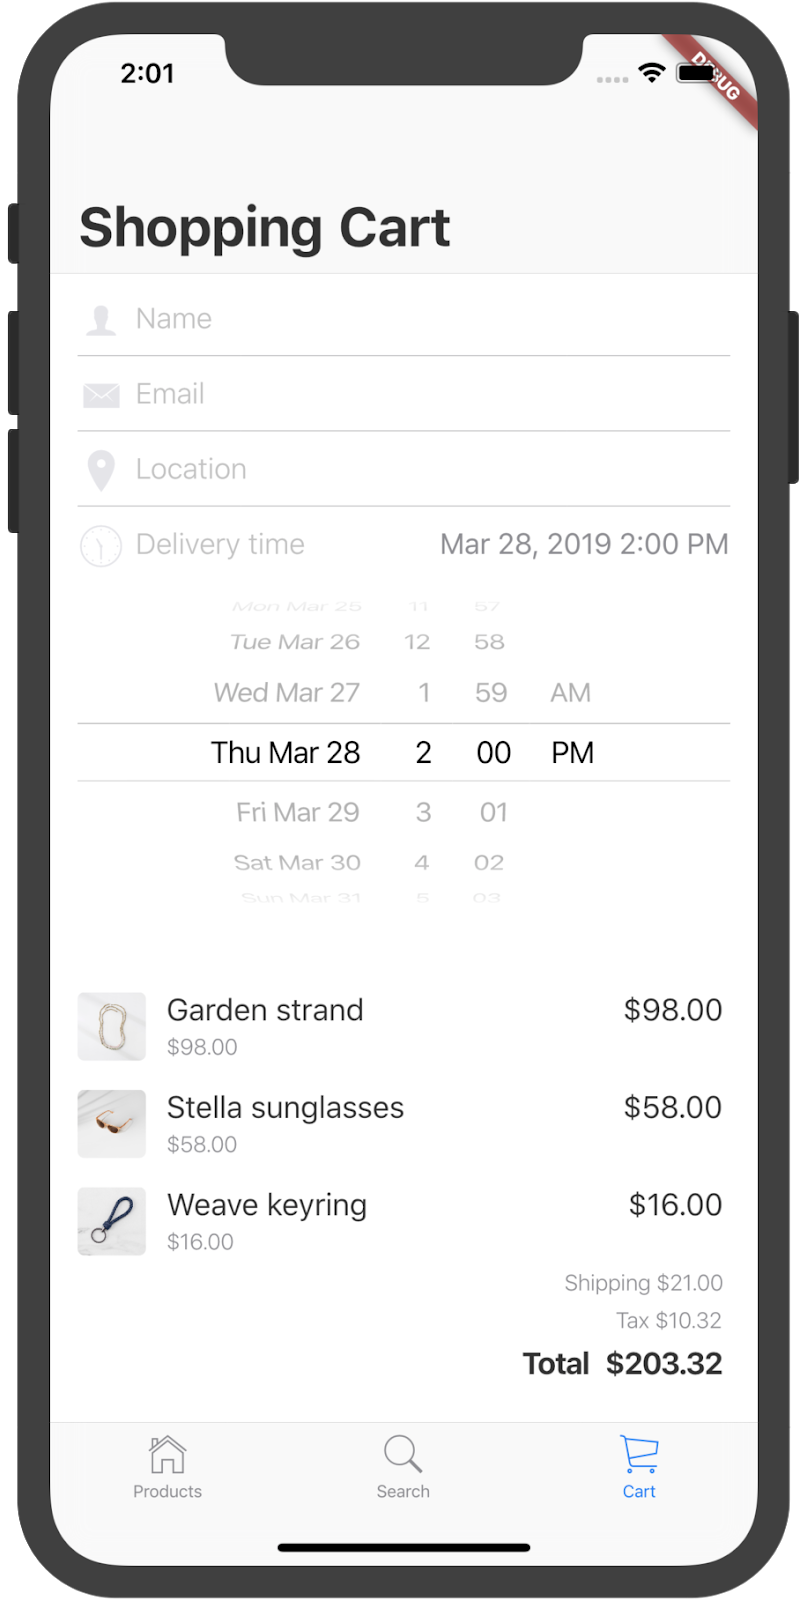 2:01
DEBUG
Shopping Cart
Name
Email
Location
Delivery time Mar 28, 2019 2:00 PM
Mon Mar 25 11 57
Tue Mar 26 12 58
Wed Mar 27 1 59 AM
Thu Mar 28 2 00 PM
Fri Mar 29 3 01
Sat Mar 30 4 02
Sun Mar 31 5 03
Garden strand $98.00
$98.00
Stella sunglasses $58.00
$58.00
Weave keyring $16.00
$16.00
Shipping $21.00
Tax $10.32
Total $203.32
Products Search Cart